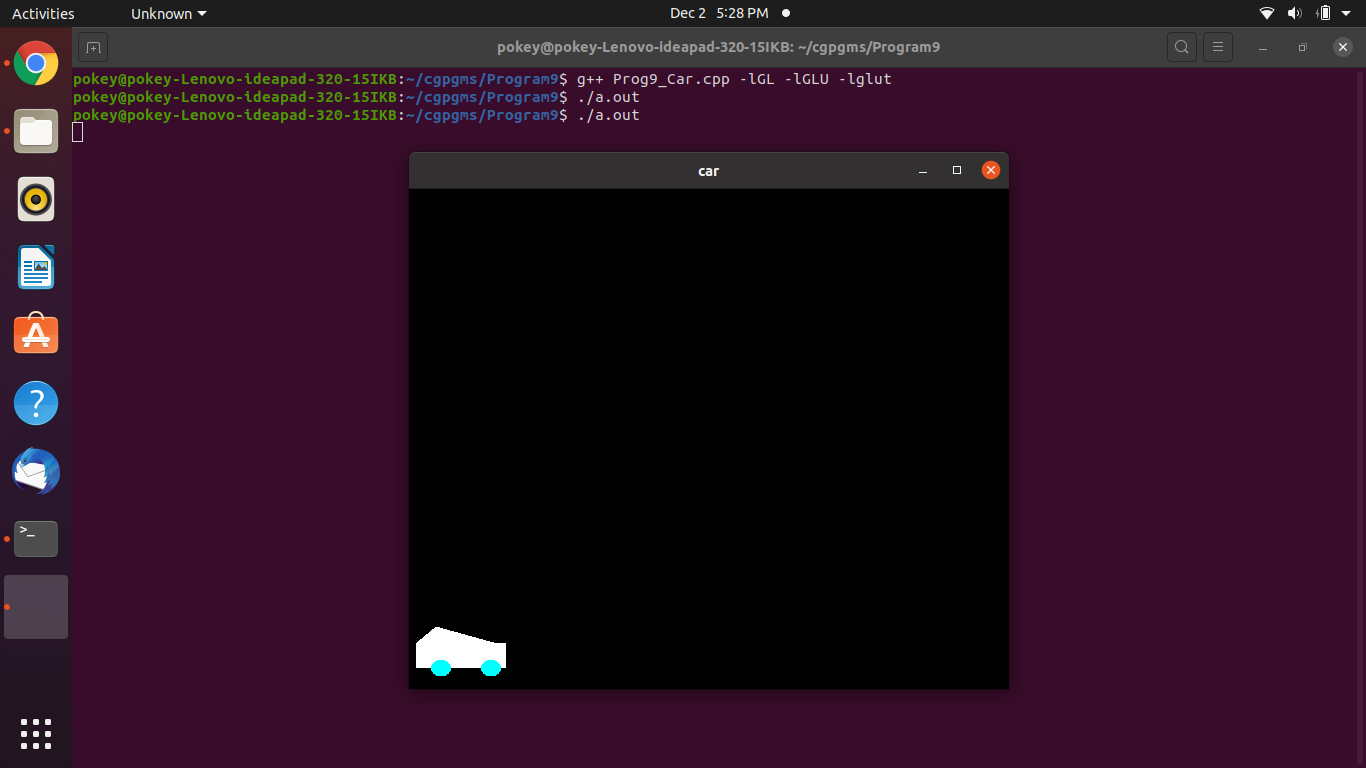 Activities Unknown Dec 2 5:28 PM
pokey@pokey-Lenovo-ideapad-320-15IKB: ~/cgpgms/Program9
pokey@pokey-Lenovo-ideapad-320-15IKB:~/cgpgms/Program9$ g++ Prog9_Car.cpp -lGL -lGLU -lglut
pokey@pokey-Lenovo-ideapad-320-15IKB:~/cgpgms/Program9$ ./a.out
pokey@pokey-Lenovo-ideapad-320-15IKB:~/cgpgms/Program9$ ./a.out
car